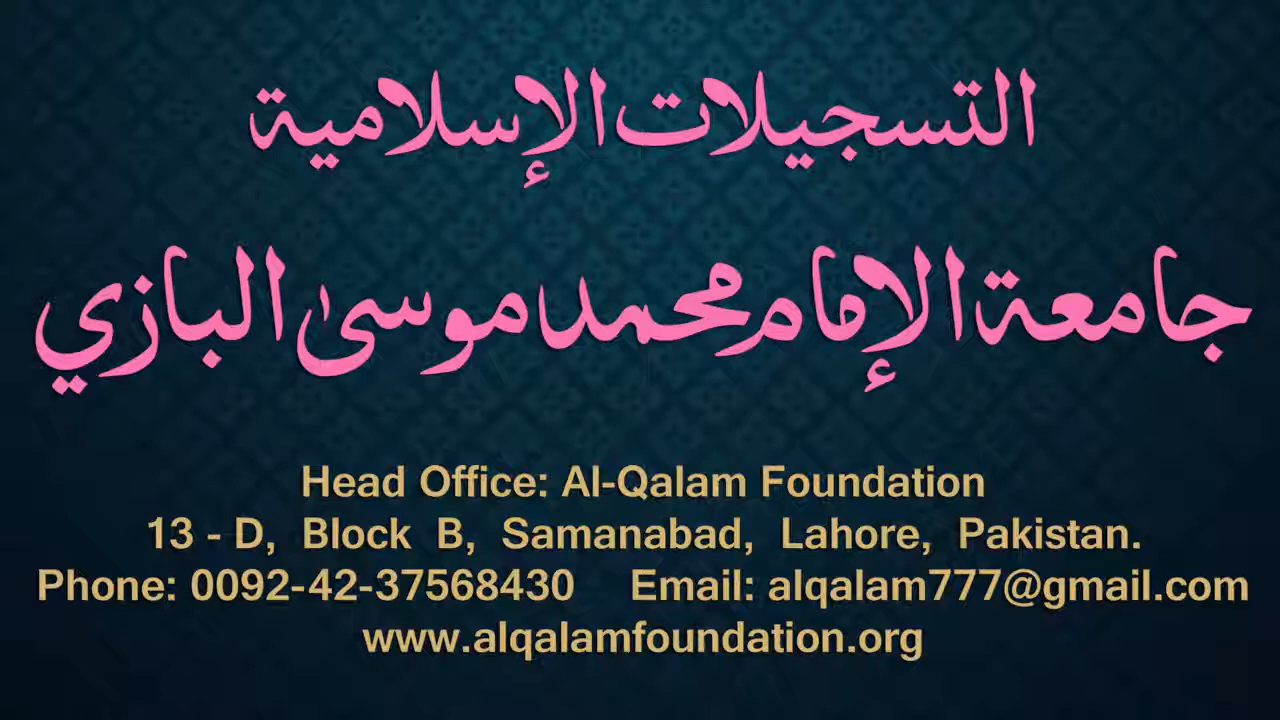 التسجيلات الإسلامية
جامعة الإمام محمد موسىٰ البازي
Head Office: Al-Qalam Foundation
13 - D, Block B, Samanabad, Lahore, Pakistan.
Phone: 0092-42-37568430 Email: alqalam777@gmail.com
www.alqalamfoundation.org